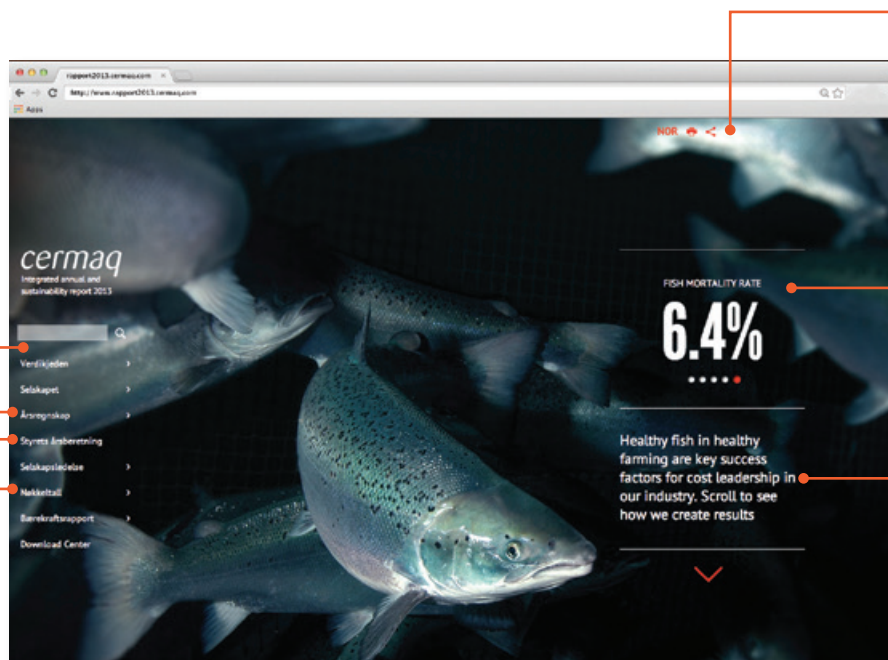 rapport2013.cermaq.com
http://www.rapport2013.cermaq.com
Apps
NOR
cermaq
Integrated annual and
sustainability report 2013
Verdikjeden
Selskapet
Årsregnskap
Styrets årsberetning
Selskapsledelse
Nøkkeltall
Bærekraftsrapport
Download Center
FISH MORTALITY RATE
6.4%
Healthy fish in healthy
farming are key success
factors for cost leadership in
our industry. Scroll to see
how we create results